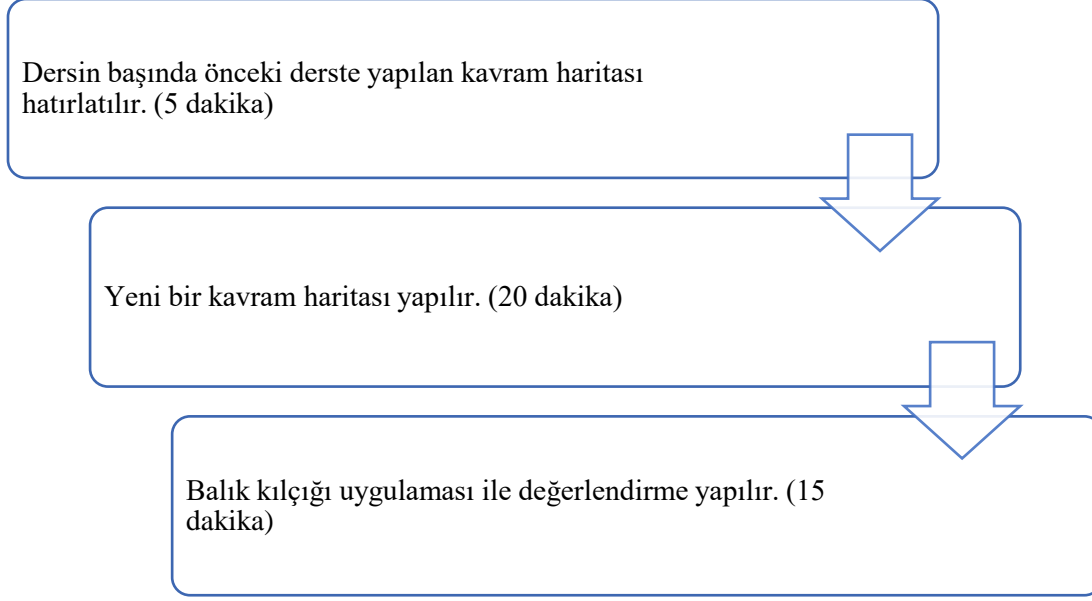 Dersin başında önceki derste yapılan kavram haritası
hatırlatılır. (5 dakika)
Yeni bir kavram haritası yapılır. (20 dakika)
Balık kılçığı uygulaması ile değerlendirme yapılır. (15
dakika)